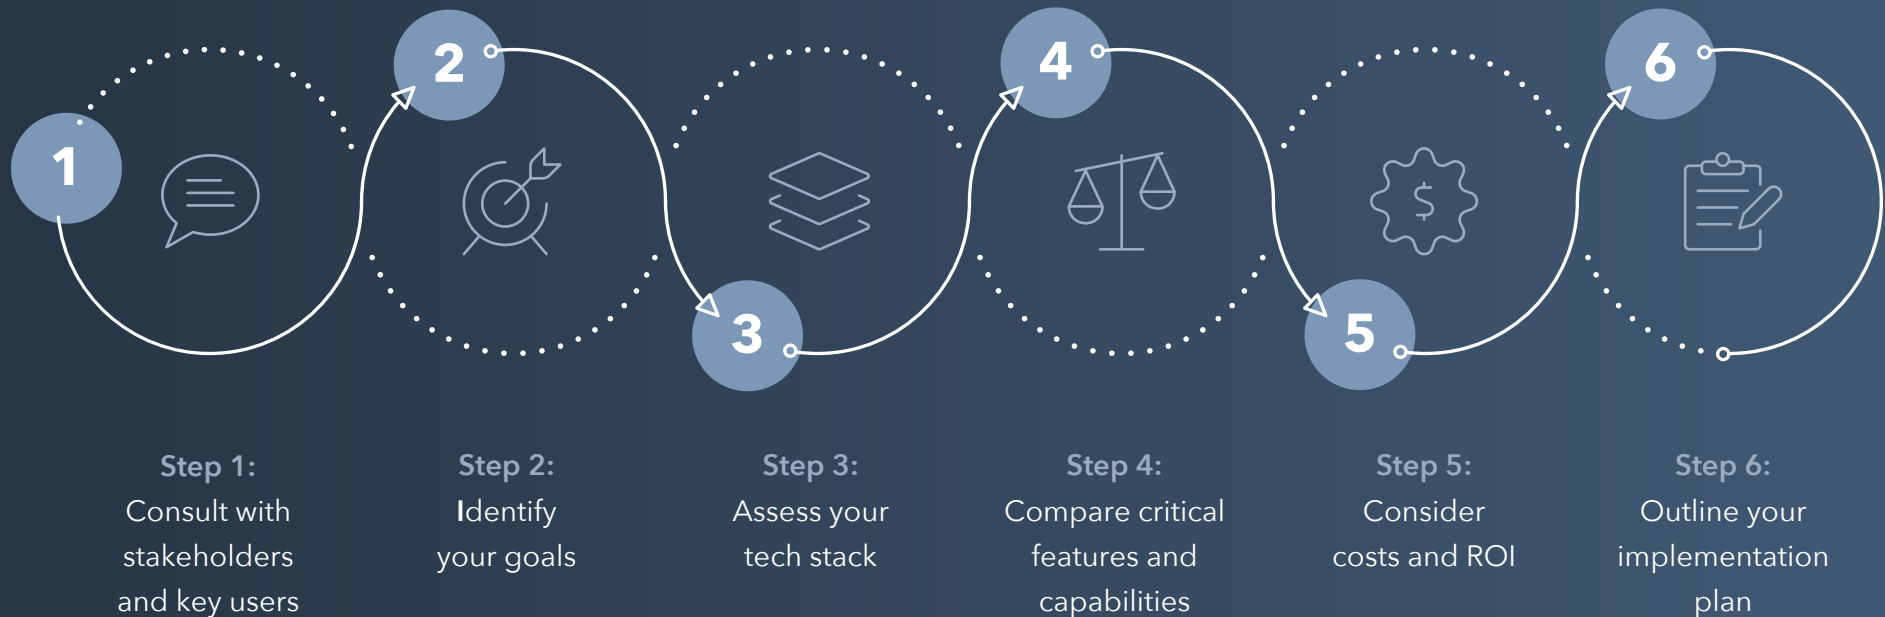 1
2
3
4
5
6
$
Step 1:
Consult with
stakeholders
and key users
Step 2:
Identify
your goals
Step 3:
Assess your
tech stack
Step 4:
Compare critical
features and
capabilities
Step 5:
Consider
costs and ROI
Step 6:
Outline your
implementation
plan